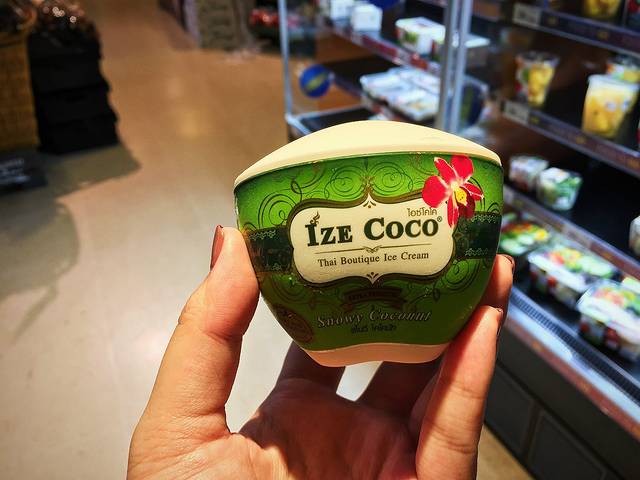 ไอซ์โคโค่
IZE COCO®
Thai Boutique Ice Cream
Snowy Coconut